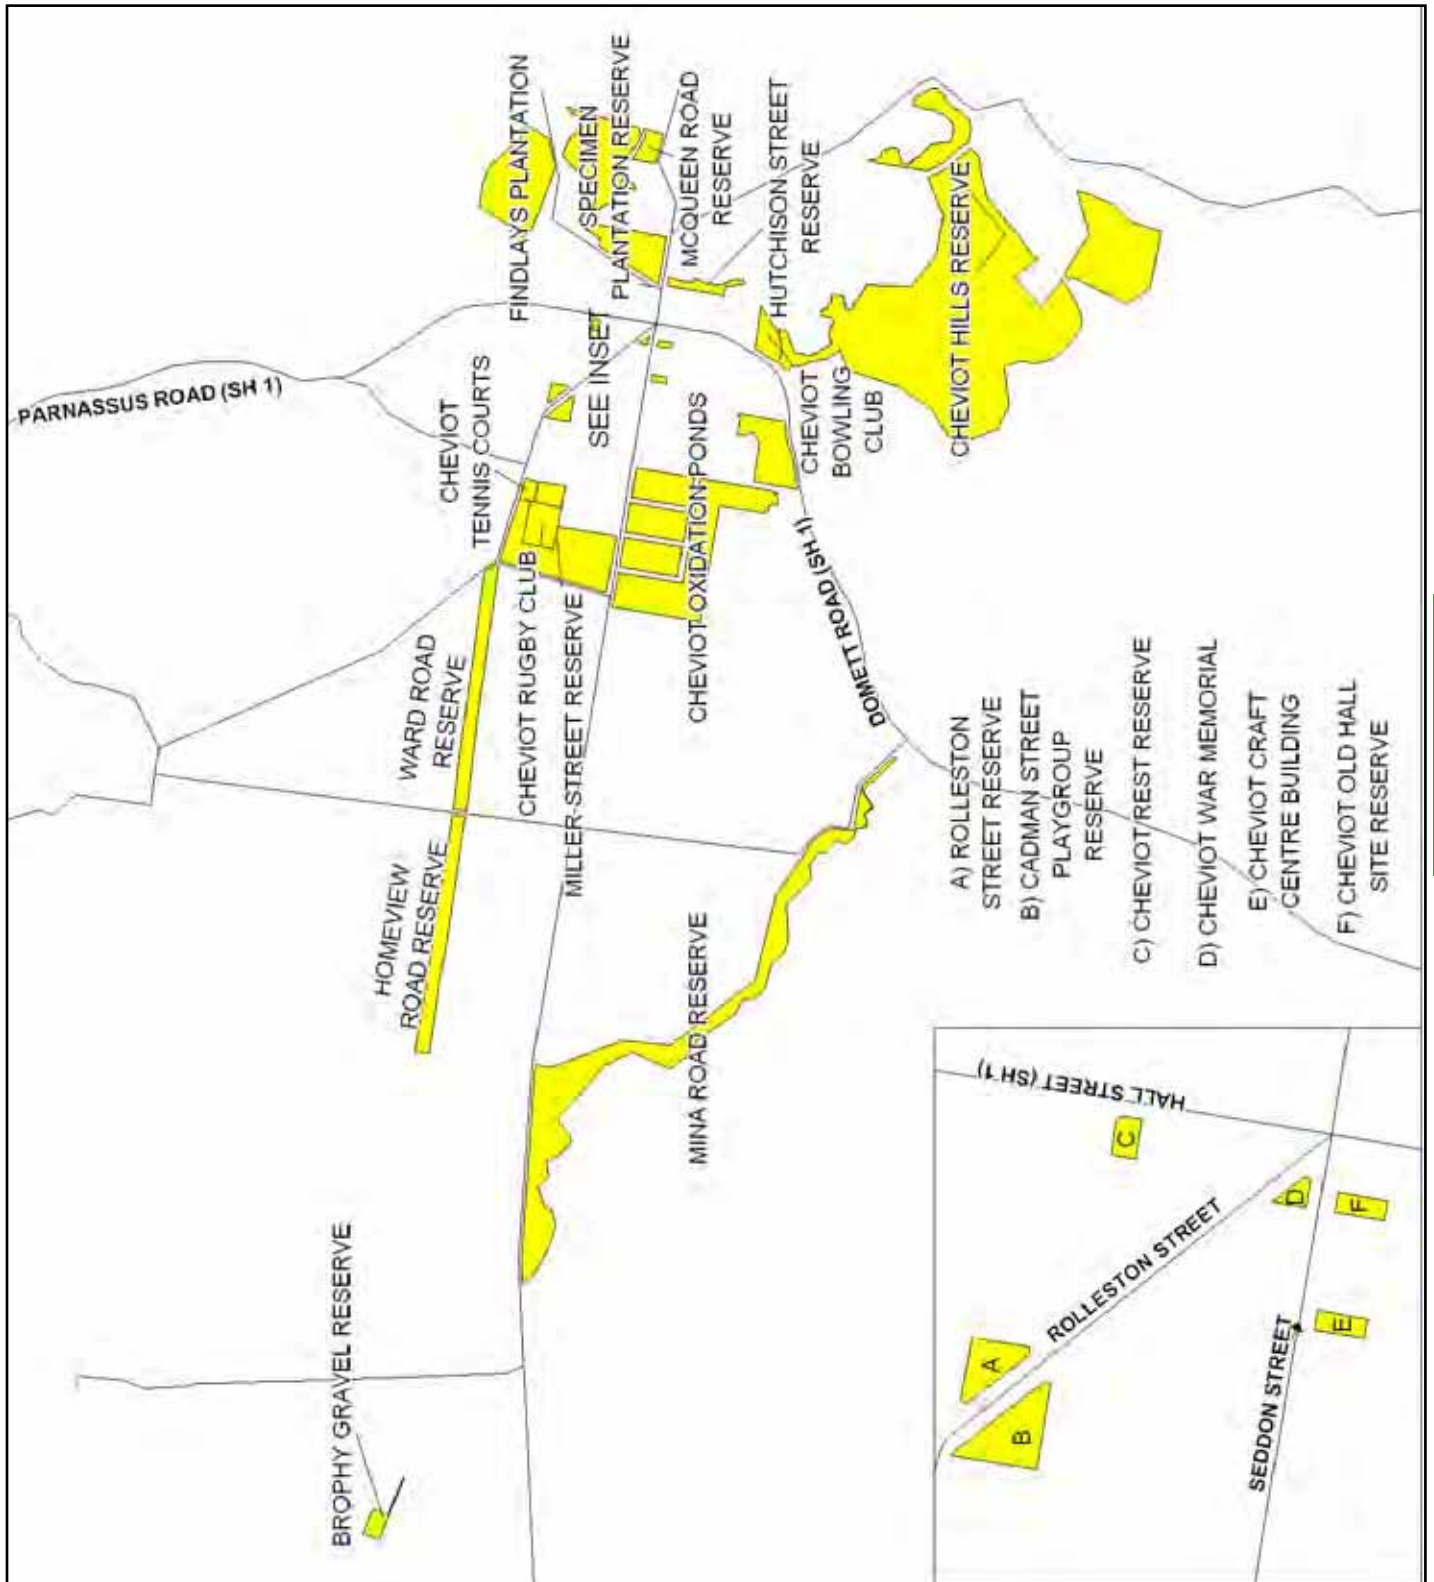 PARNASSUS ROAD (SH 1)
FINDLAYS PLANTATION
SPECIMEN
PLANTATION RESERVE
MCQUEEN ROAD
RESERVE
HUTCHISON STREET
RESERVE
CHEVIOT
TENNIS COURTS
SEE INSET
CHEVIOT OXIDATION PONDS
CHEVIOT
BOWLING
CLUB
CHEVIOT HILLS RESERVE
DOMETT ROAD (SH 1)
WARD ROAD
RESERVE
CHEVIOT RUGBY CLUB
MILLER STREET RESERVE
HOMEVIEW
ROAD RESERVE
MINA ROAD RESERVE
BROPHY GRAVEL RESERVE
A) ROLLESTON
STREET RESERVE
B) CADMAN STREET
PLAYGROUP
RESERVE
C) CHEVIOT REST RESERVE
D) CHEVIOT WAR MEMORIAL
E) CHEVIOT CRAFT
CENTRE BUILDING
F) CHEVIOT OLD HALL
SITE RESERVE
HALL STREET (SH 1)
ROLLESTON STREET
SEDDON STREET
A
B
C
D
E
F